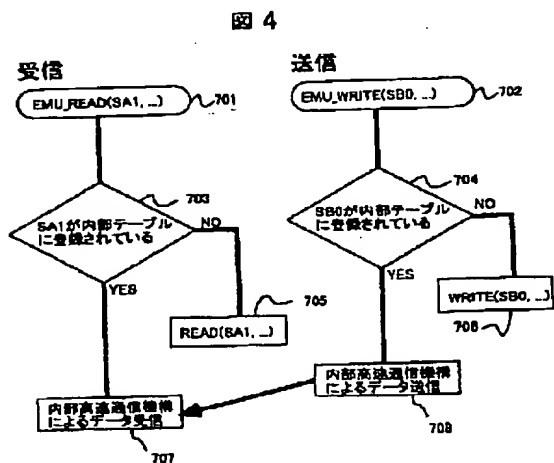 図 4
受信
EMU_READ(SA1, ...)
701
703
SA1が内部テーブル
に登録されている
NO
YES
705
READ(SA1, ...)
内部高速通信機構
によるデータ受信
707
送信
EMU_WRITE(SB0, ...)
702
704
SB0が内部テーブル
に登録されている
NO
YES
WRITE(SB0, ...)
706
内部高速通信機構
によるデータ送信
708